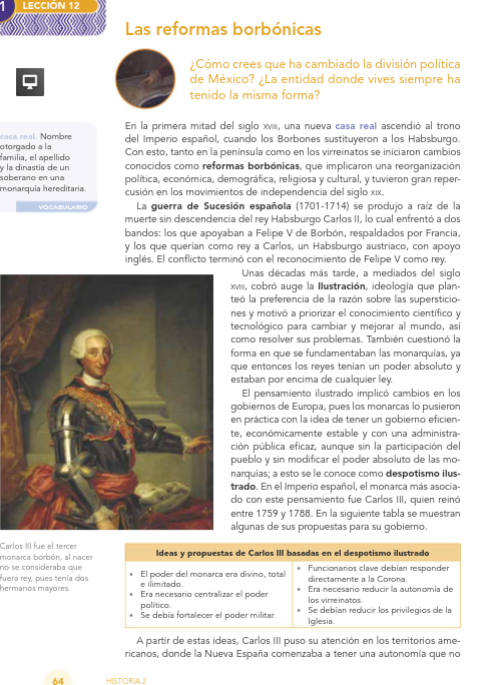 1
LECCIÓN 12
Las reformas borbónicas
¿Cómo crees que ha cambiado la división política
de México? ¿La entidad donde vives siempre ha
tenido la misma forma?
casa real. Nombre
otorgado a la
familia, el apellido
y la dinastía de un
soberano en una
monarquía hereditaria.
VOCABULARIO
En la primera mitad del siglo XVIII, una nueva casa real ascendió al trono
del Imperio español, cuando los Borbones sustituyeron a los Habsburgo.
Con esto, tanto en la península como en los virreinatos se iniciaron cambios
conocidos como reformas borbónicas, que implicaron una reorganización
política, económica, demográfica, religiosa y cultural, y tuvieron gran reper-
cusión en los movimientos de independencia del siglo XIX.
La guerra de Sucesión española (1701-1714) se produjo a raíz de la
muerte sin descendencia del rey Habsburgo Carlos II, lo cual enfrentó a dos
bandos: los que apoyaban a Felipe V de Borbón, respaldados por Francia,
y los que querían como rey a Carlos, un Habsburgo austriaco, con apoyo
inglés. El conflicto terminó con el reconocimiento de Felipe V como rey.
Unas décadas más tarde, a mediados del siglo
XVIII, cobró auge la Ilustración, ideología que plan-
teó la preferencia de la razón sobre las supersticio-
nes y motivó a priorizar el conocimiento científico y
tecnológico para cambiar y mejorar al mundo, así
como resolver sus problemas. También cuestionó la
forma en que se fundamentaban las monarquías, ya
que entonces los reyes tenían un poder absoluto y
estaban por encima de cualquier ley.
El pensamiento ilustrado implicó cambios en los
gobiernos de Europa, pues los monarcas lo pusieron
en práctica con la idea de tener un gobierno eficien-
te, económicamente estable y con una administra-
ción pública eficaz, aunque sin la participación del
pueblo y sin modificar el poder absoluto de las mo-
narquías; a esto se le conoce como despotismo ilus-
trado. En el Imperio español, el monarca más asocia-
do con este pensamiento fue Carlos III, quien reinó
entre 1759 y 1788. En la siguiente tabla se muestran
algunas de sus propuestas para su gobierno.
Carlos III fue el tercer
monarca borbón, al nacer
no se consideraba que
fuera rey, pues tenía dos
hermanos mayores.
Ideas y propuestas de Carlos III basadas en el despotismo ilustrado
• El poder del monarca era divino, total
e ilimitado.
• Era necesario centralizar el poder
político.
• Se debía fortalecer el poder militar.
• Funcionarios clave debían responder
directamente a la Corona.
• Era necesario reducir la autonomía de
los virreinatos.
• Se debían reducir los privilegios de la
Iglesia.
A partir de estas ideas, Carlos III puso su atención en los territorios ame-
ricanos, donde la Nueva España comenzaba a tener una autonomía que no
64
HISTORIA 2